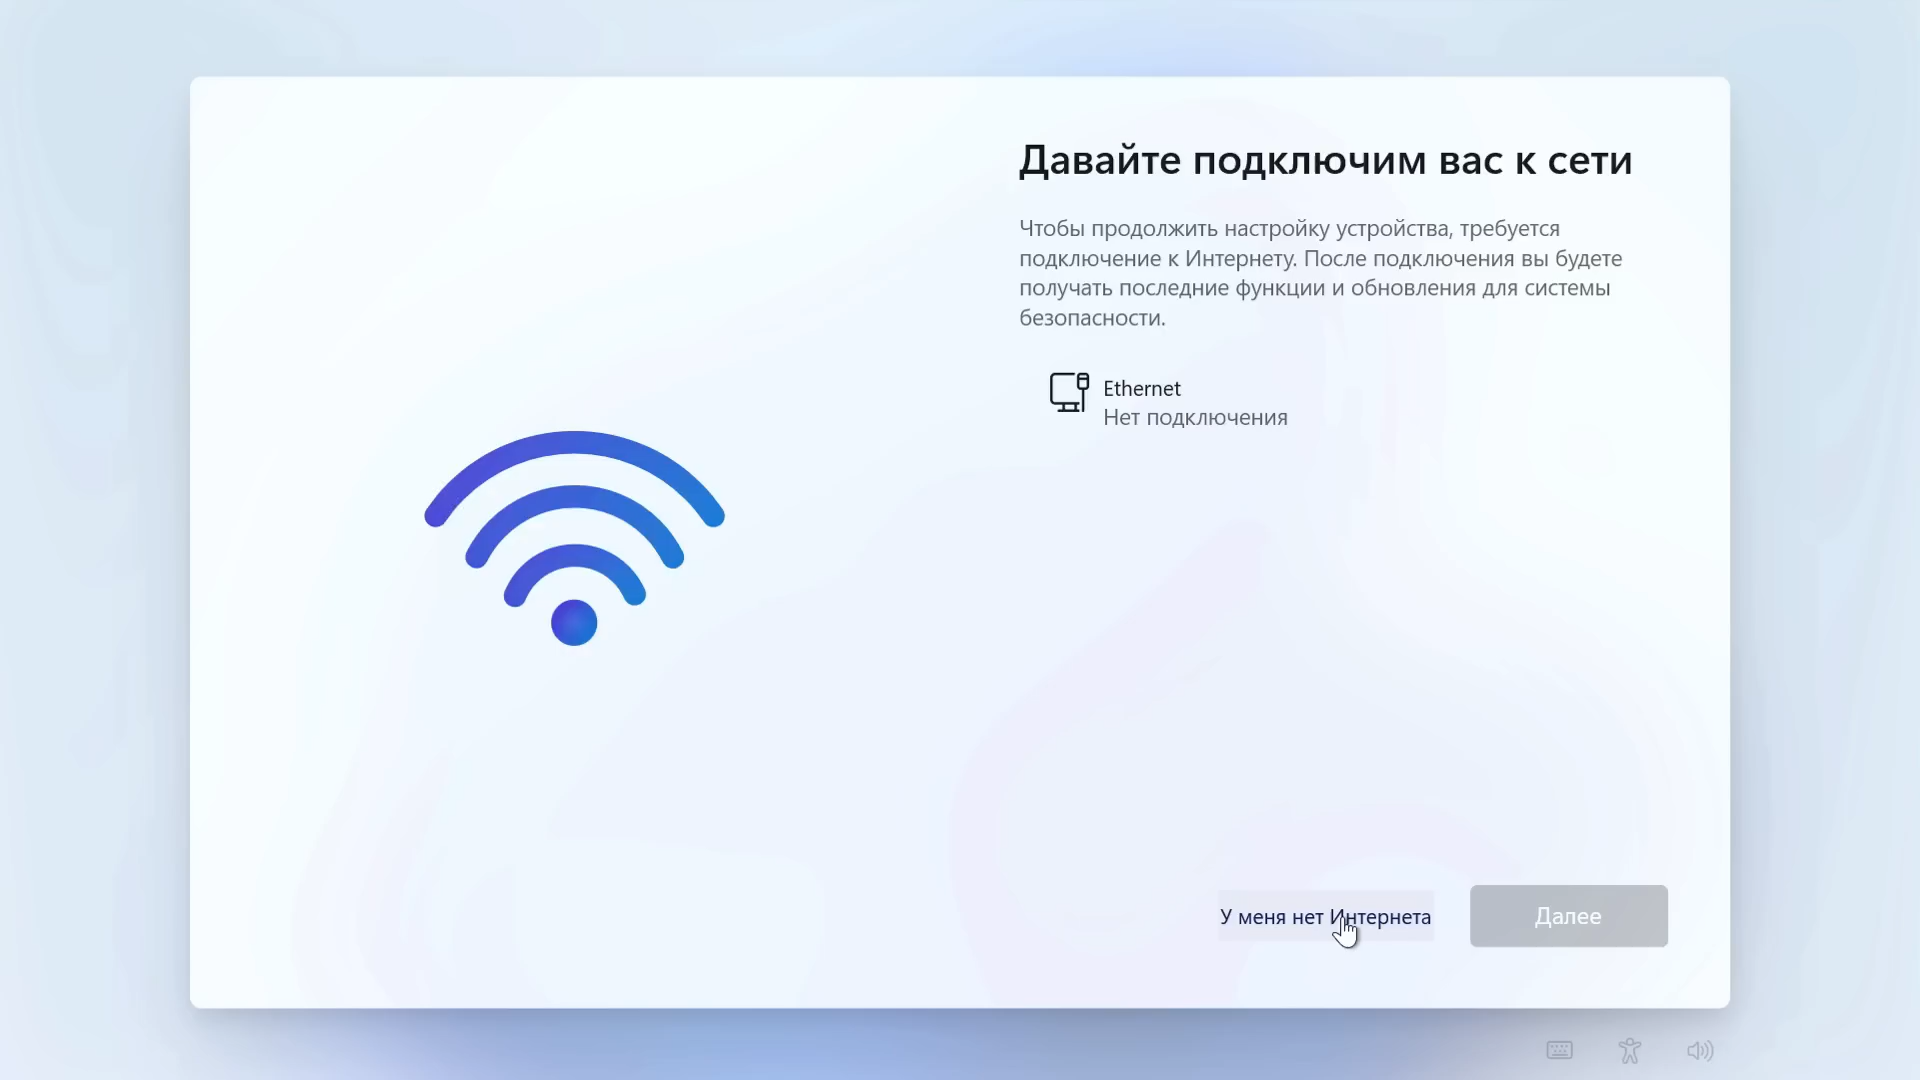 Давайте подключим вас к сети
Чтобы продолжить настройку устройства, требуется
подключение к Интернету. После подключения вы будете
получать последние функции и обновления для системы
безопасности.
Ethernet
Нет подключения
У меня нет Интернета
Далее